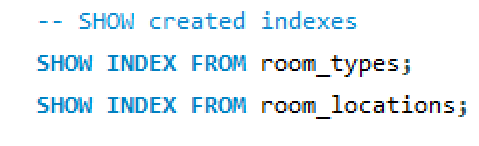 -- SHOW created indexes
SHOW INDEX FROM room_types;
SHOW INDEX FROM room_locations;